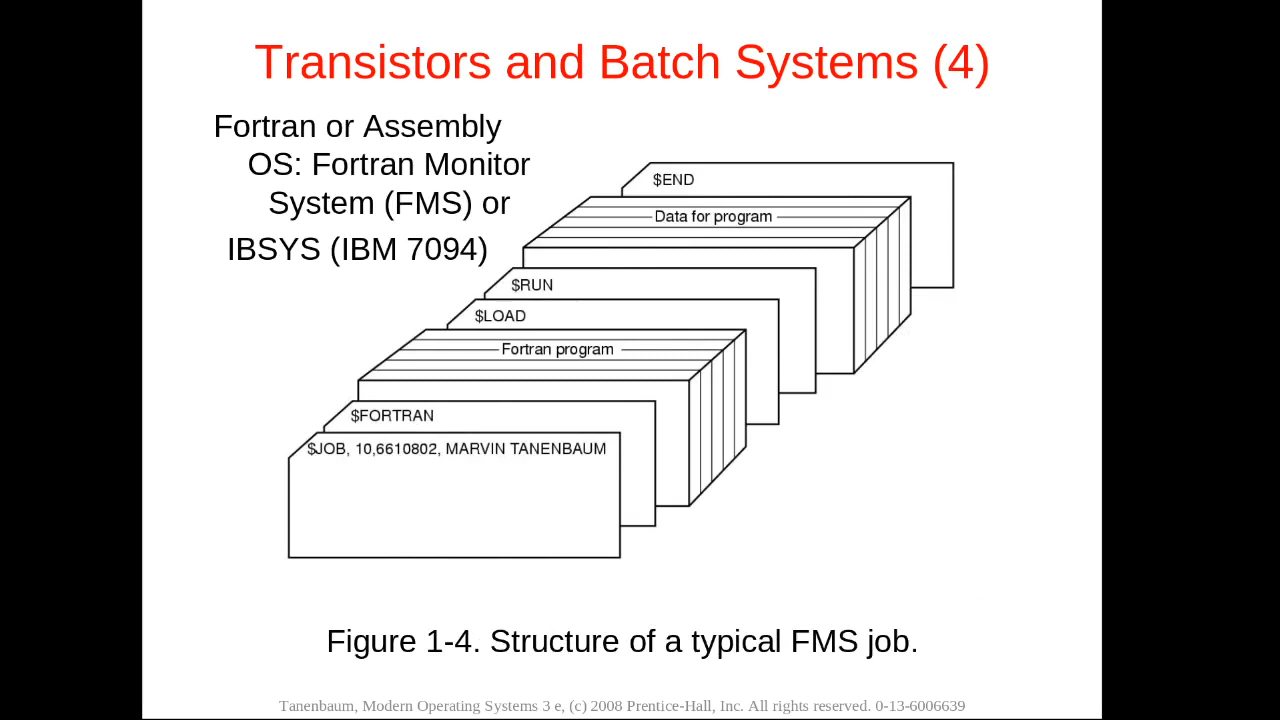 Transistors and Batch Systems (4)
Fortran or Assembly
OS: Fortran Monitor
System (FMS) or
IBSYS (IBM 7094)
$END
Data for program
$RUN
$LOAD
Fortran program
$FORTRAN
$JOB, 10,6610802, MARVIN TANENBAUM
Figure 1-4. Structure of a typical FMS job.
Tanenbaum, Modern Operating Systems 3 e, (c) 2008 Prentice-Hall, Inc. All rights reserved. 0-13-6006639